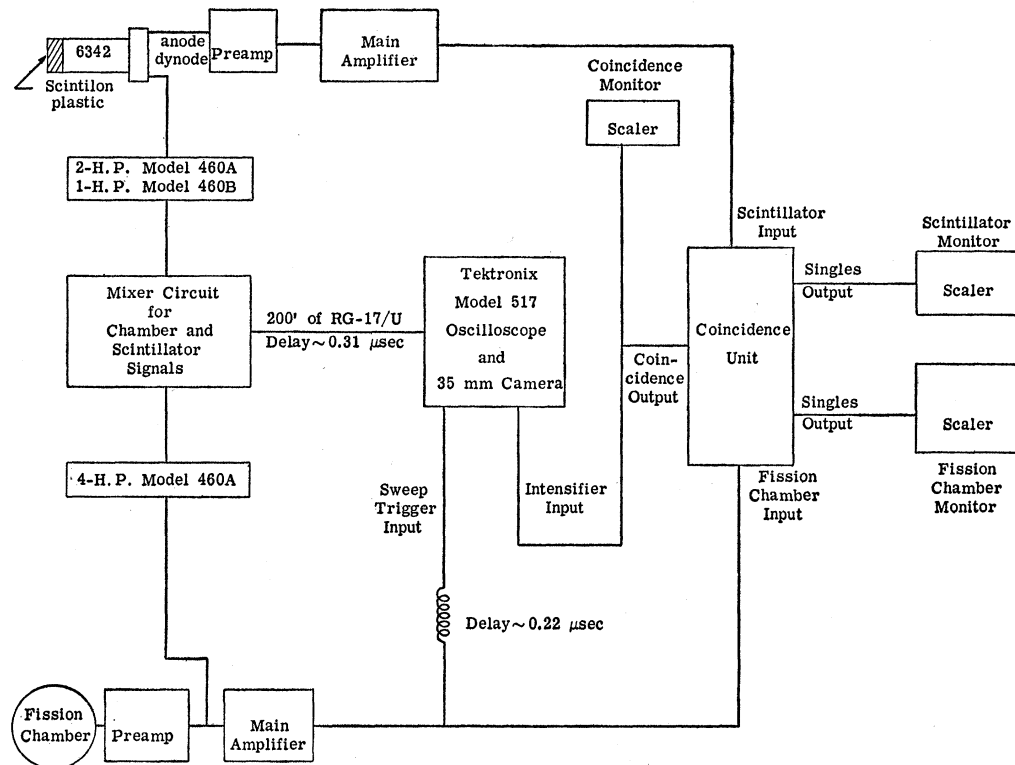 6342
anode
dynode
Scintilon
plastic
Preamp
Main
Amplifier
Coincidence
Monitor
Scaler
2-H.P. Model 460A
1-H.P. Model 460B
Scintillator
Input
Scintillator
Monitor
Mixer Circuit
for
Chamber and
Scintillator
Signals
200' of RG-17/U
Delay~0.31 μsec
Tektronix
Model 517
Oscilloscope
and
35 mm Camera
Coin-
cidence
Output
Coincidence
Unit
Singles
Output
Scaler
Singles
Output
Scaler
4-H.P. Model 460A
Sweep
Trigger
Input
Intensifier
Input
Fission
Chamber
Input
Fission
Chamber
Monitor
Delay~0.22 μsec
Fission
Chamber
Preamp
Main
Amplifier